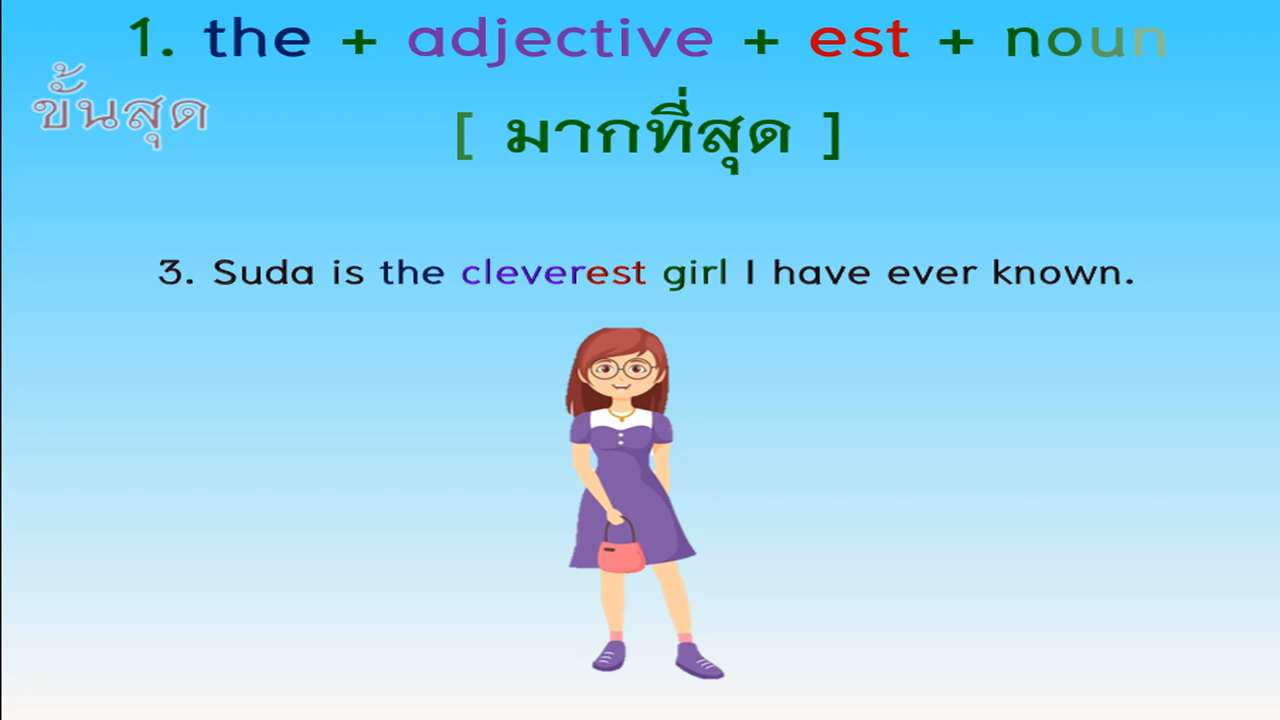 1. the + adjective + est + noun
ขั้นสุด
[ มากที่สุด ]
3. Suda is the cleverest girl I have ever known.